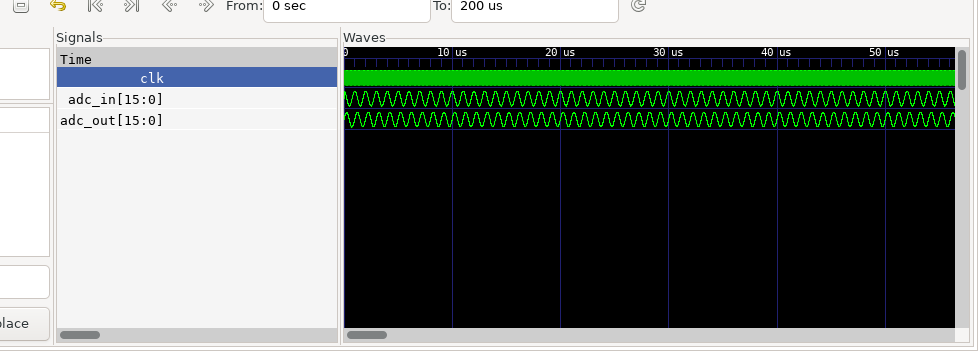 From: 0 sec To: 200 us
Signals
Waves
Time
0 10 us 20 us 30 us 40 us 50 us
clk
adc_in[15:0]
adc_out[15:0]
place